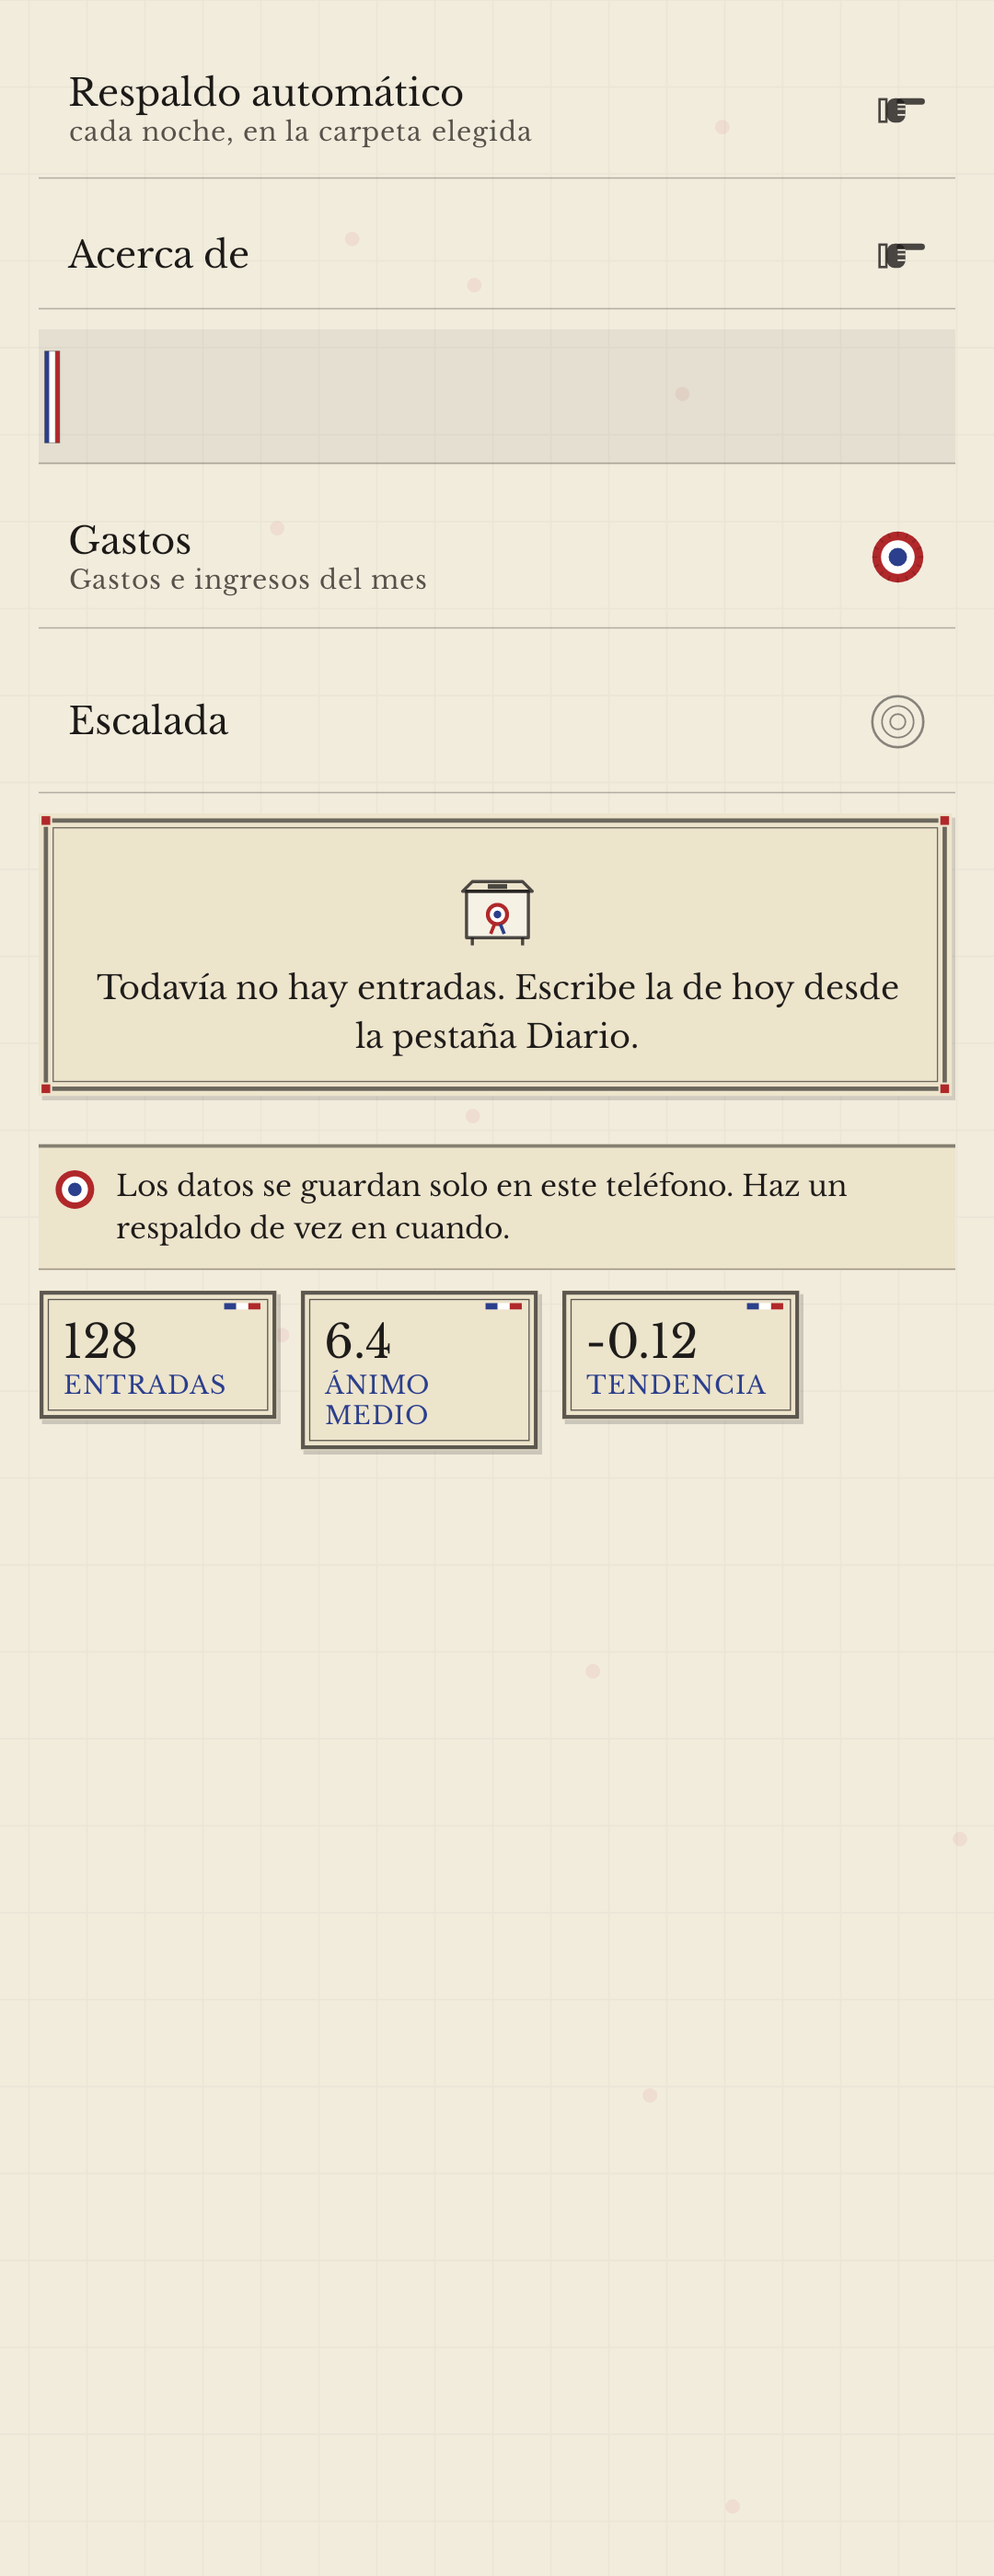 Respaldo automático
cada noche, en la carpeta elegida
Acerca de
Gastos
Gastos e ingresos del mes
Escalada
Todavía no hay entradas. Escribe la de hoy desde
la pestaña Diario.
Los datos se guardan solo en este teléfono. Haz un
respaldo de vez en cuando.
128
ENTRADAS
6.4
ÁNIMO
MEDIO
-0.12
TENDENCIA